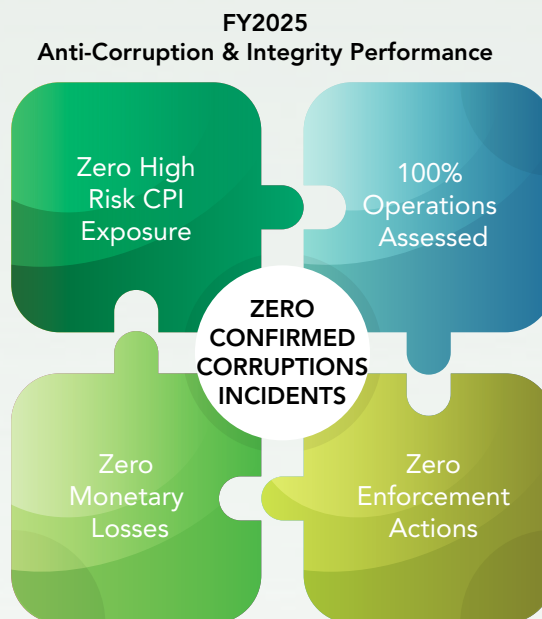 FY2025
Anti-Corruption & Integrity Performance
Zero High
Risk CPI
Exposure
100%
Operations
Assessed
ZERO
CONFIRMED
CORRUPTIONS
INCIDENTS
Zero
Monetary
Losses
Zero
Enforcement
Actions